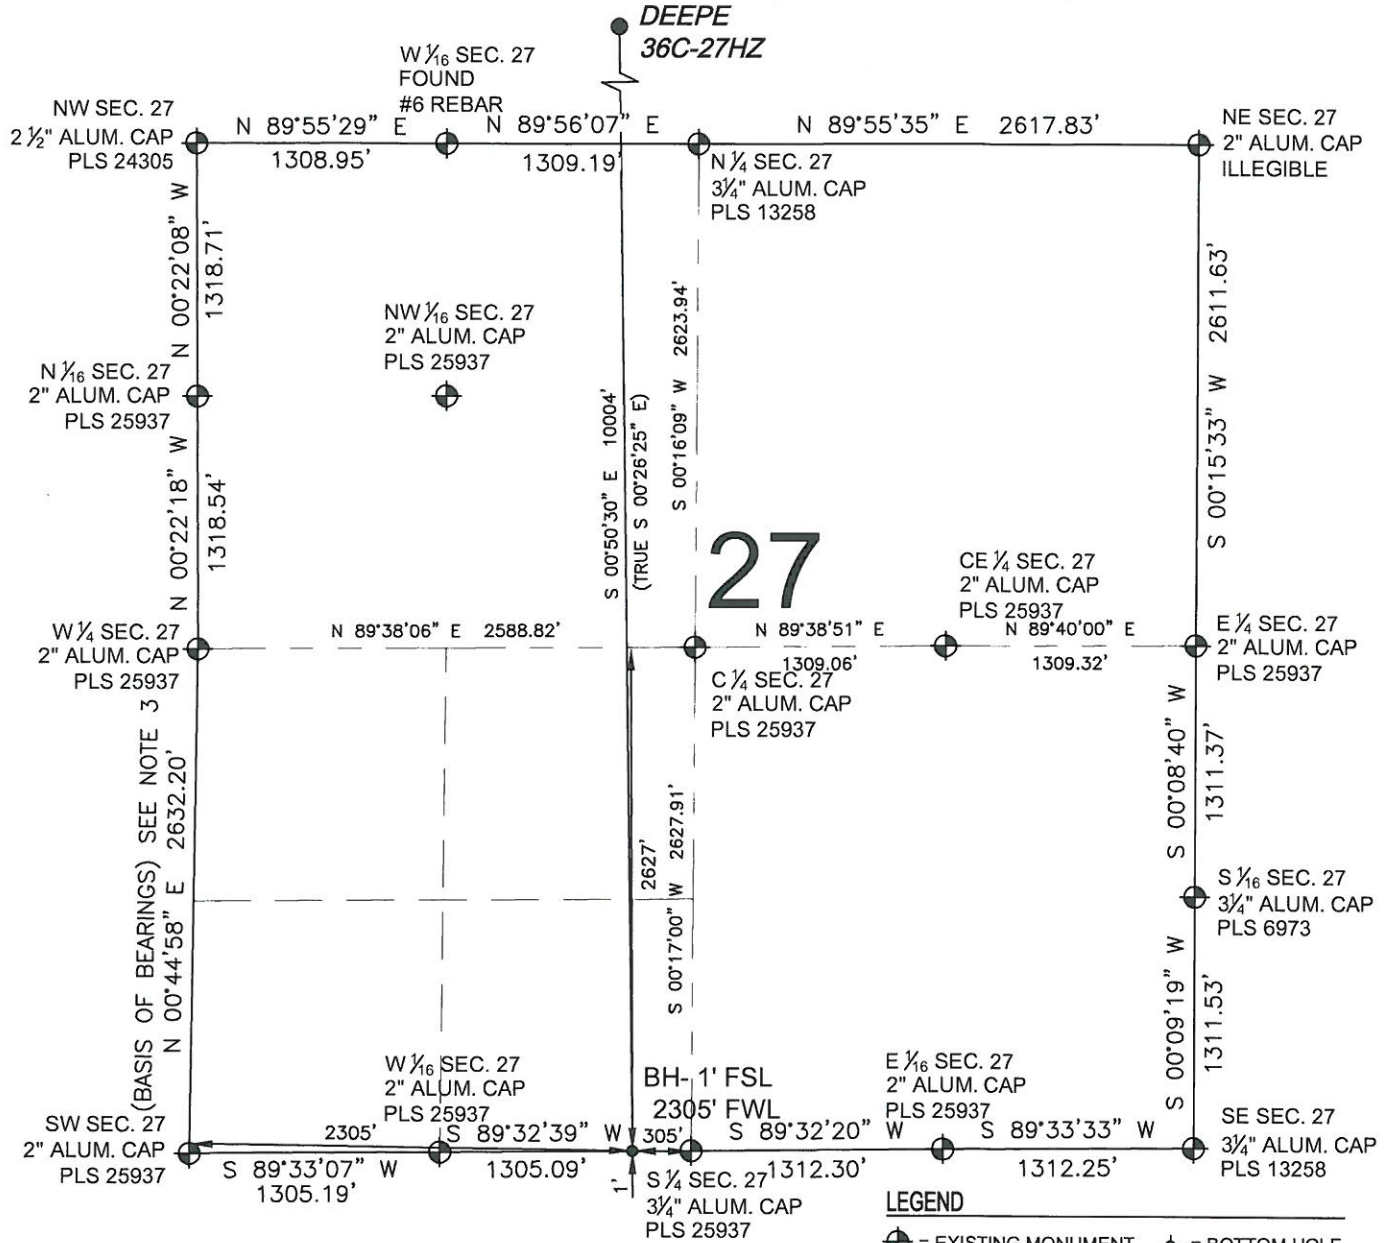 DEEPE
36C-27HZ
W 1/16 SEC. 27
FOUND
#6 REBAR
NW SEC. 27
2 1/2" ALUM. CAP
PLS 24305
N 89°55'29" E
1308.95'
N 89°56'07" E
1309.19'
N 89°55'35" E 2617.83'
NE SEC. 27
2" ALUM. CAP
ILLEGIBLE
N 1/4 SEC. 27
3 1/4" ALUM. CAP
PLS 13258
N 00°22'08" W
1318.71'
NW 1/16 SEC. 27
2" ALUM. CAP
PLS 25937
N 1/16 SEC. 27
2" ALUM. CAP
PLS 25937
N 00°22'18" W
1318.54'
S 00°50'30" E 10004'
(TRUE S 00°26'25" E)
S 00°16'09" W 2623.94'
S 00°15'33" W 2611.63'
27
CE 1/4 SEC. 27
2" ALUM. CAP
PLS 25937
W 1/4 SEC. 27
2" ALUM. CAP
PLS 25937
N 89°38'06" E 2588.82'
N 89°38'51" E
1309.06'
N 89°40'00" E
1309.32'
E 1/4 SEC. 27
2" ALUM. CAP
PLS 25937
C 1/4 SEC. 27
2" ALUM. CAP
PLS 25937
(BASIS OF BEARINGS) SEE NOTE 3
N 00°44'58" E 2632.20'
2627'
S 00°17'00" W 2627.91'
S 00°08'40" W
1311.37'
S 1/16 SEC. 27
3 1/4" ALUM. CAP
PLS 6973
S 00°09'19" W
1311.53'
W 1/16 SEC. 27
2" ALUM. CAP
PLS 25937
BH- 1' FSL
2305' FWL
E 1/16 SEC. 27
2" ALUM. CAP
PLS 25937
SW SEC. 27
2" ALUM. CAP
PLS 25937
2305'
S 89°33'07" W
1305.19'
S 89°32'39" W
1305.09'
305'
1'
S 89°32'20" W
1312.30'
S 89°33'33" W
1312.25'
SE SEC. 27
3 1/4" ALUM. CAP
PLS 13258
S 1/4 SEC. 27
3 1/4" ALUM. CAP
PLS 25937
LEGEND
= EXISTING MONUMENT
= BOTTOM HOLE